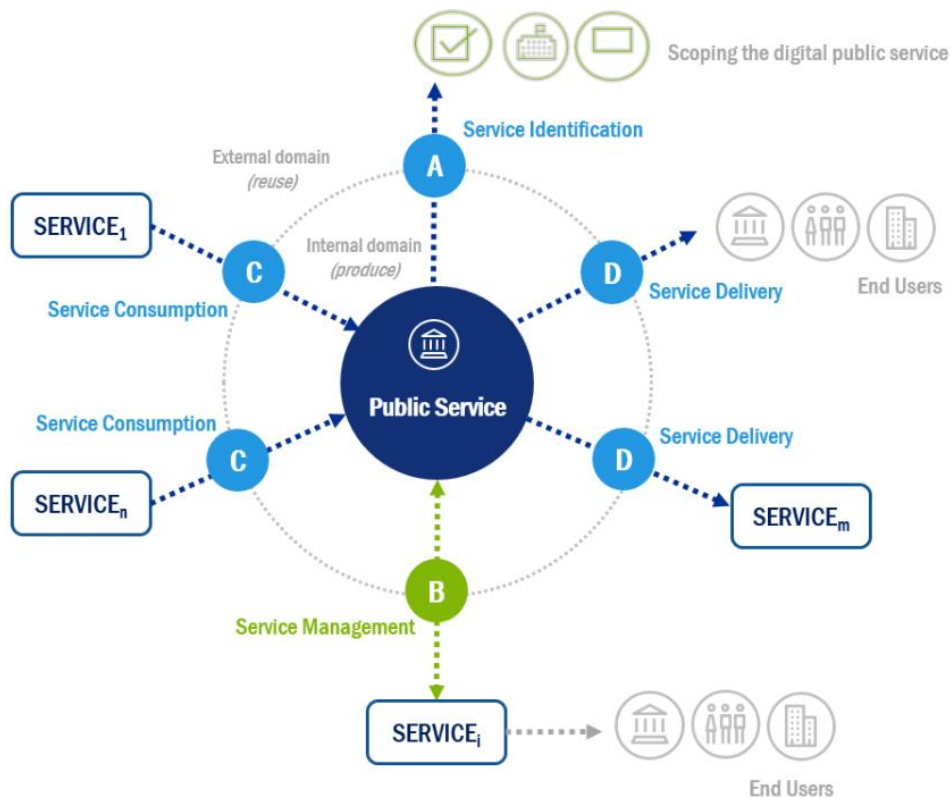 Scoping the digital public service
Service Identification
A
External domain
(reuse)
SERVICE1
Internal domain
(produce)
C
D
Service Consumption
Service Delivery
End Users
Public Service
Service Consumption
Service Delivery
C
D
SERVICEn
SERVICEm
B
Service Management
SERVICEi
End Users